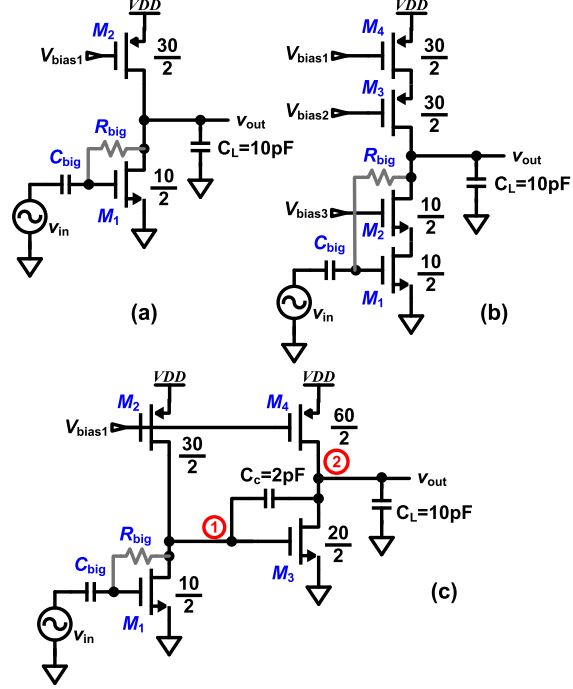 VDD
M2
30
2
Vbias1
vout
Rbig
CL=10pF
Cbig
10
2
M1
vin
(a)
VDD
M4
Vbias1
30
2
M3
Vbias2
30
2
Rbig
vout
CL=10pF
Vbias3
M2
10
2
Cbig
10
2
M1
vin
(b)
VDD
VDD
M2
M4
Vbias1
60
2
30
2
2
Cc=2pF
vout
CL=10pF
1
Rbig
20
2
Cbig
10
2
M3
M1
vin
(c)